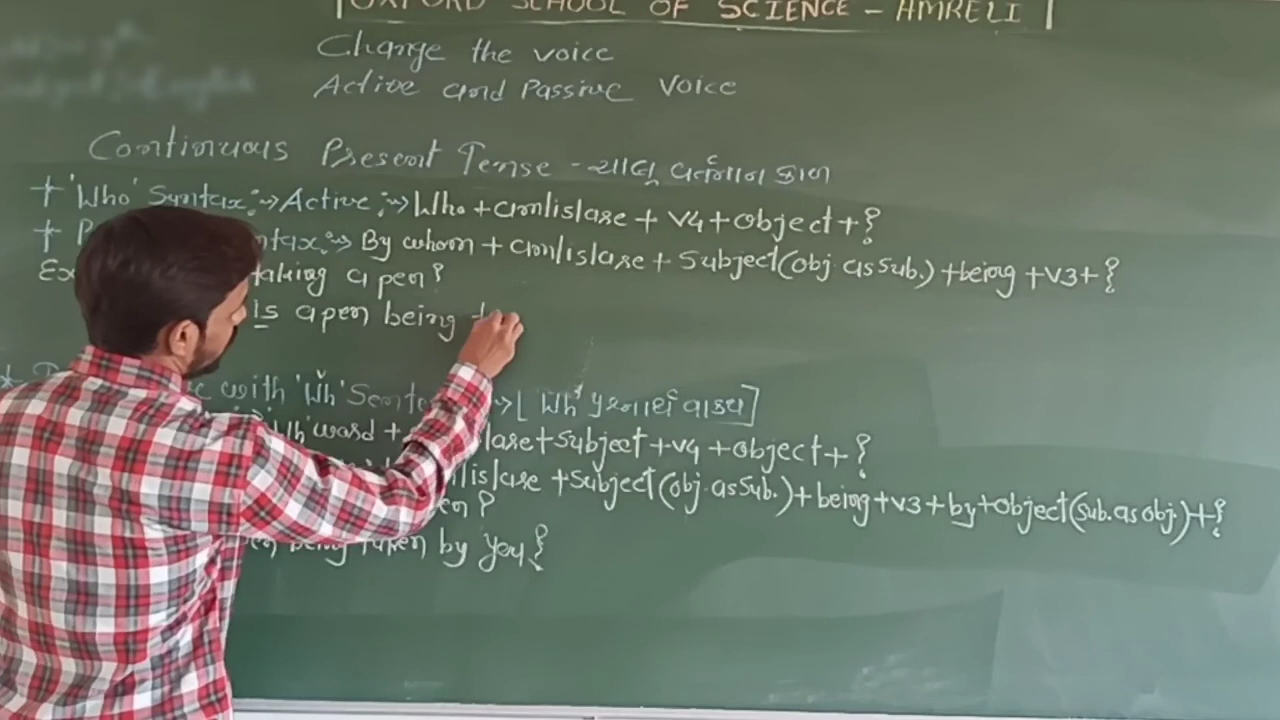 OXFORD SCHOOL OF SCIENCE - AMRELI
Change the voice
Active and Passive Voice
Continuous Present Tense - ચાલુ વર્તમાન કાળ
+ 'Who' Syntax :→ Active :→ Who + am/is/are + V4 + object + ?
+ P ntax :→ By whom + am/is/are + Subject (obj. as Sub.) + being + V3 + ?
Ex taking a pen?
is a pen being t
with 'Wh' Sente → [Wh' પ્રશ્નાર્થ વાક્ય]
'Wh' word + /are + Subject + V4 + object + ?
/is/are + Subject (obj. as Sub.) + being + V3 + by + object (Sub. as obj.) + ?
en ?
en being taken by you?